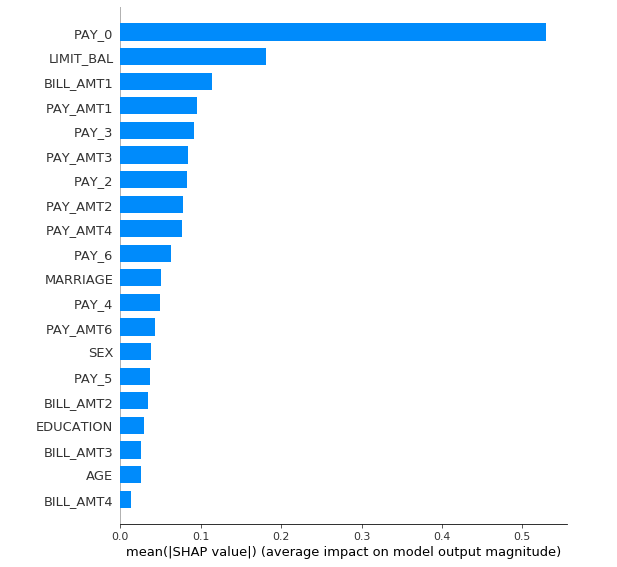 PAY_0
LIMIT_BAL
BILL_AMT1
PAY_AMT1
PAY_3
PAY_AMT3
PAY_2
PAY_AMT2
PAY_AMT4
PAY_6
MARRIAGE
PAY_4
PAY_AMT6
SEX
PAY_5
BILL_AMT2
EDUCATION
BILL_AMT3
AGE
BILL_AMT4
0.0 0.1 0.2 0.3 0.4 0.5
mean(|SHAP value|) (average impact on model output magnitude)